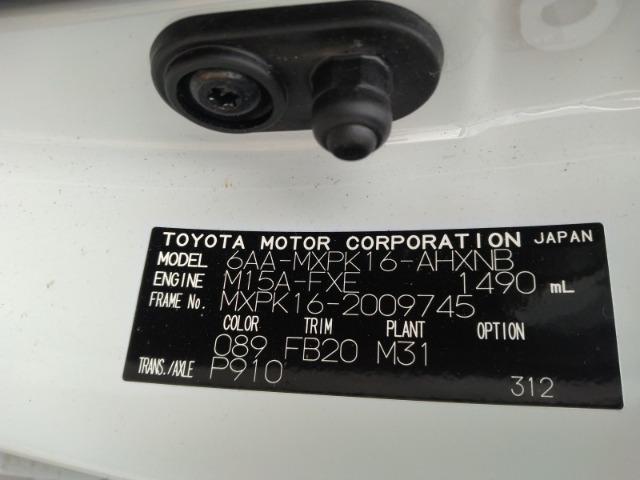 TOYOTA MOTOR CORPORATION JAPAN
MODEL 6AA-MXPK16-AHXNB
ENGINE M15A-FXE 1490 mL
FRAME No. MXPK16-2009745
COLOR TRIM PLANT OPTION
089 FB20 M31
TRANS./AXLE P910
312